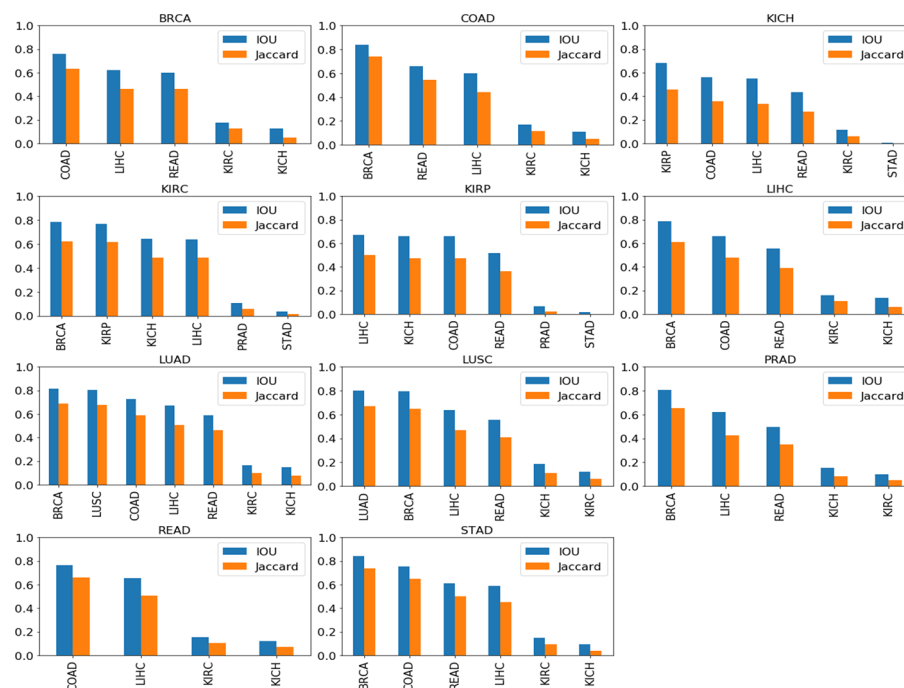 BRCA
1.0
0.8
0.6
0.4
0.2
0.0
IOU
Jaccard
COAD
LIHC
READ
KIRC
KICH
COAD
1.0
0.8
0.6
0.4
0.2
0.0
IOU
Jaccard
BRCA
READ
LIHC
KIRC
KICH
KICH
1.0
0.8
0.6
0.4
0.2
0.0
IOU
Jaccard
KIRP
COAD
LIHC
READ
KIRC
STAD
KIRC
1.0
0.8
0.6
0.4
0.2
0.0
IOU
Jaccard
BRCA
KIRP
KICH
LIHC
PRAD
STAD
KIRP
1.0
0.8
0.6
0.4
0.2
0.0
IOU
Jaccard
LIHC
KICH
COAD
READ
PRAD
STAD
LIHC
1.0
0.8
0.6
0.4
0.2
0.0
IOU
Jaccard
BRCA
COAD
READ
KIRC
KICH
LUAD
1.0
0.8
0.6
0.4
0.2
0.0
IOU
Jaccard
BRCA
LUSC
COAD
LIHC
READ
KIRC
KICH
LUSC
1.0
0.8
0.6
0.4
0.2
0.0
IOU
Jaccard
LUAD
BRCA
LIHC
READ
KICH
KIRC
PRAD
1.0
0.8
0.6
0.4
0.2
0.0
IOU
Jaccard
BRCA
LIHC
READ
KICH
KIRC
READ
1.0
0.8
0.6
0.4
0.2
0.0
IOU
Jaccard
COAD
LIHC
KIRC
KICH
STAD
1.0
0.8
0.6
0.4
0.2
0.0
IOU
Jaccard
BRCA
COAD
READ
LIHC
KIRC
KICH